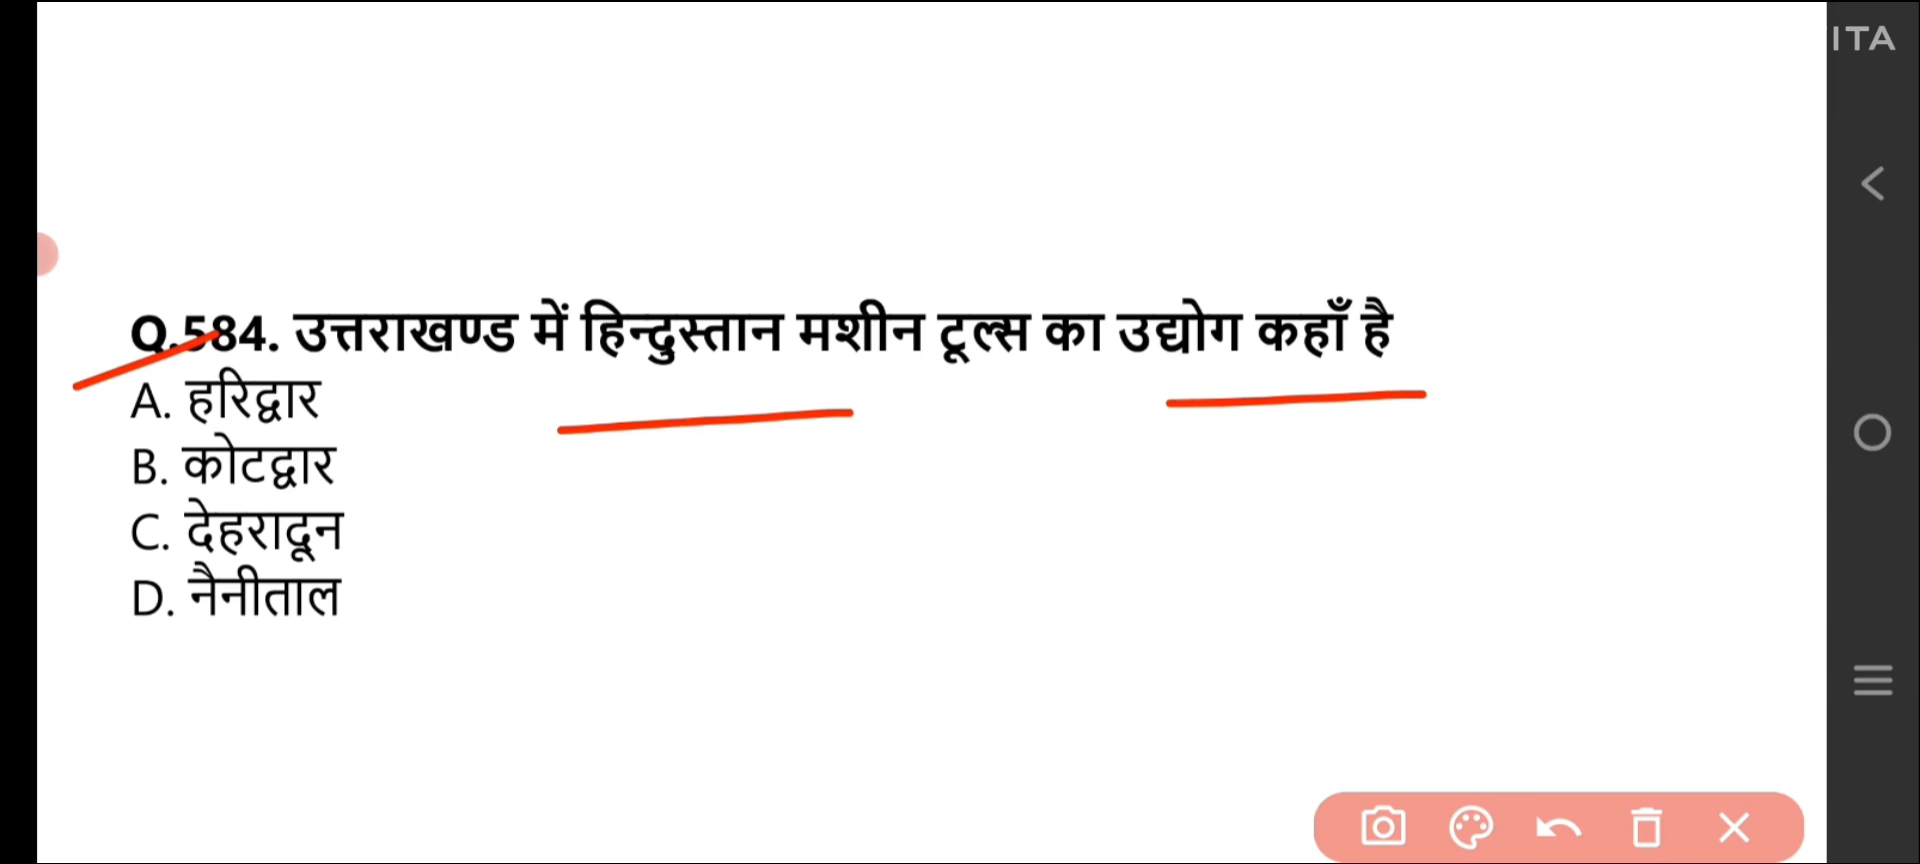 ITA
Q.584. उत्तराखण्ड में हिन्दुस्तान मशीन टूल्स का उद्योग कहाँ है
A. हरिद्वार
B. कोटद्वार
C. देहरादून
D. नैनीताल